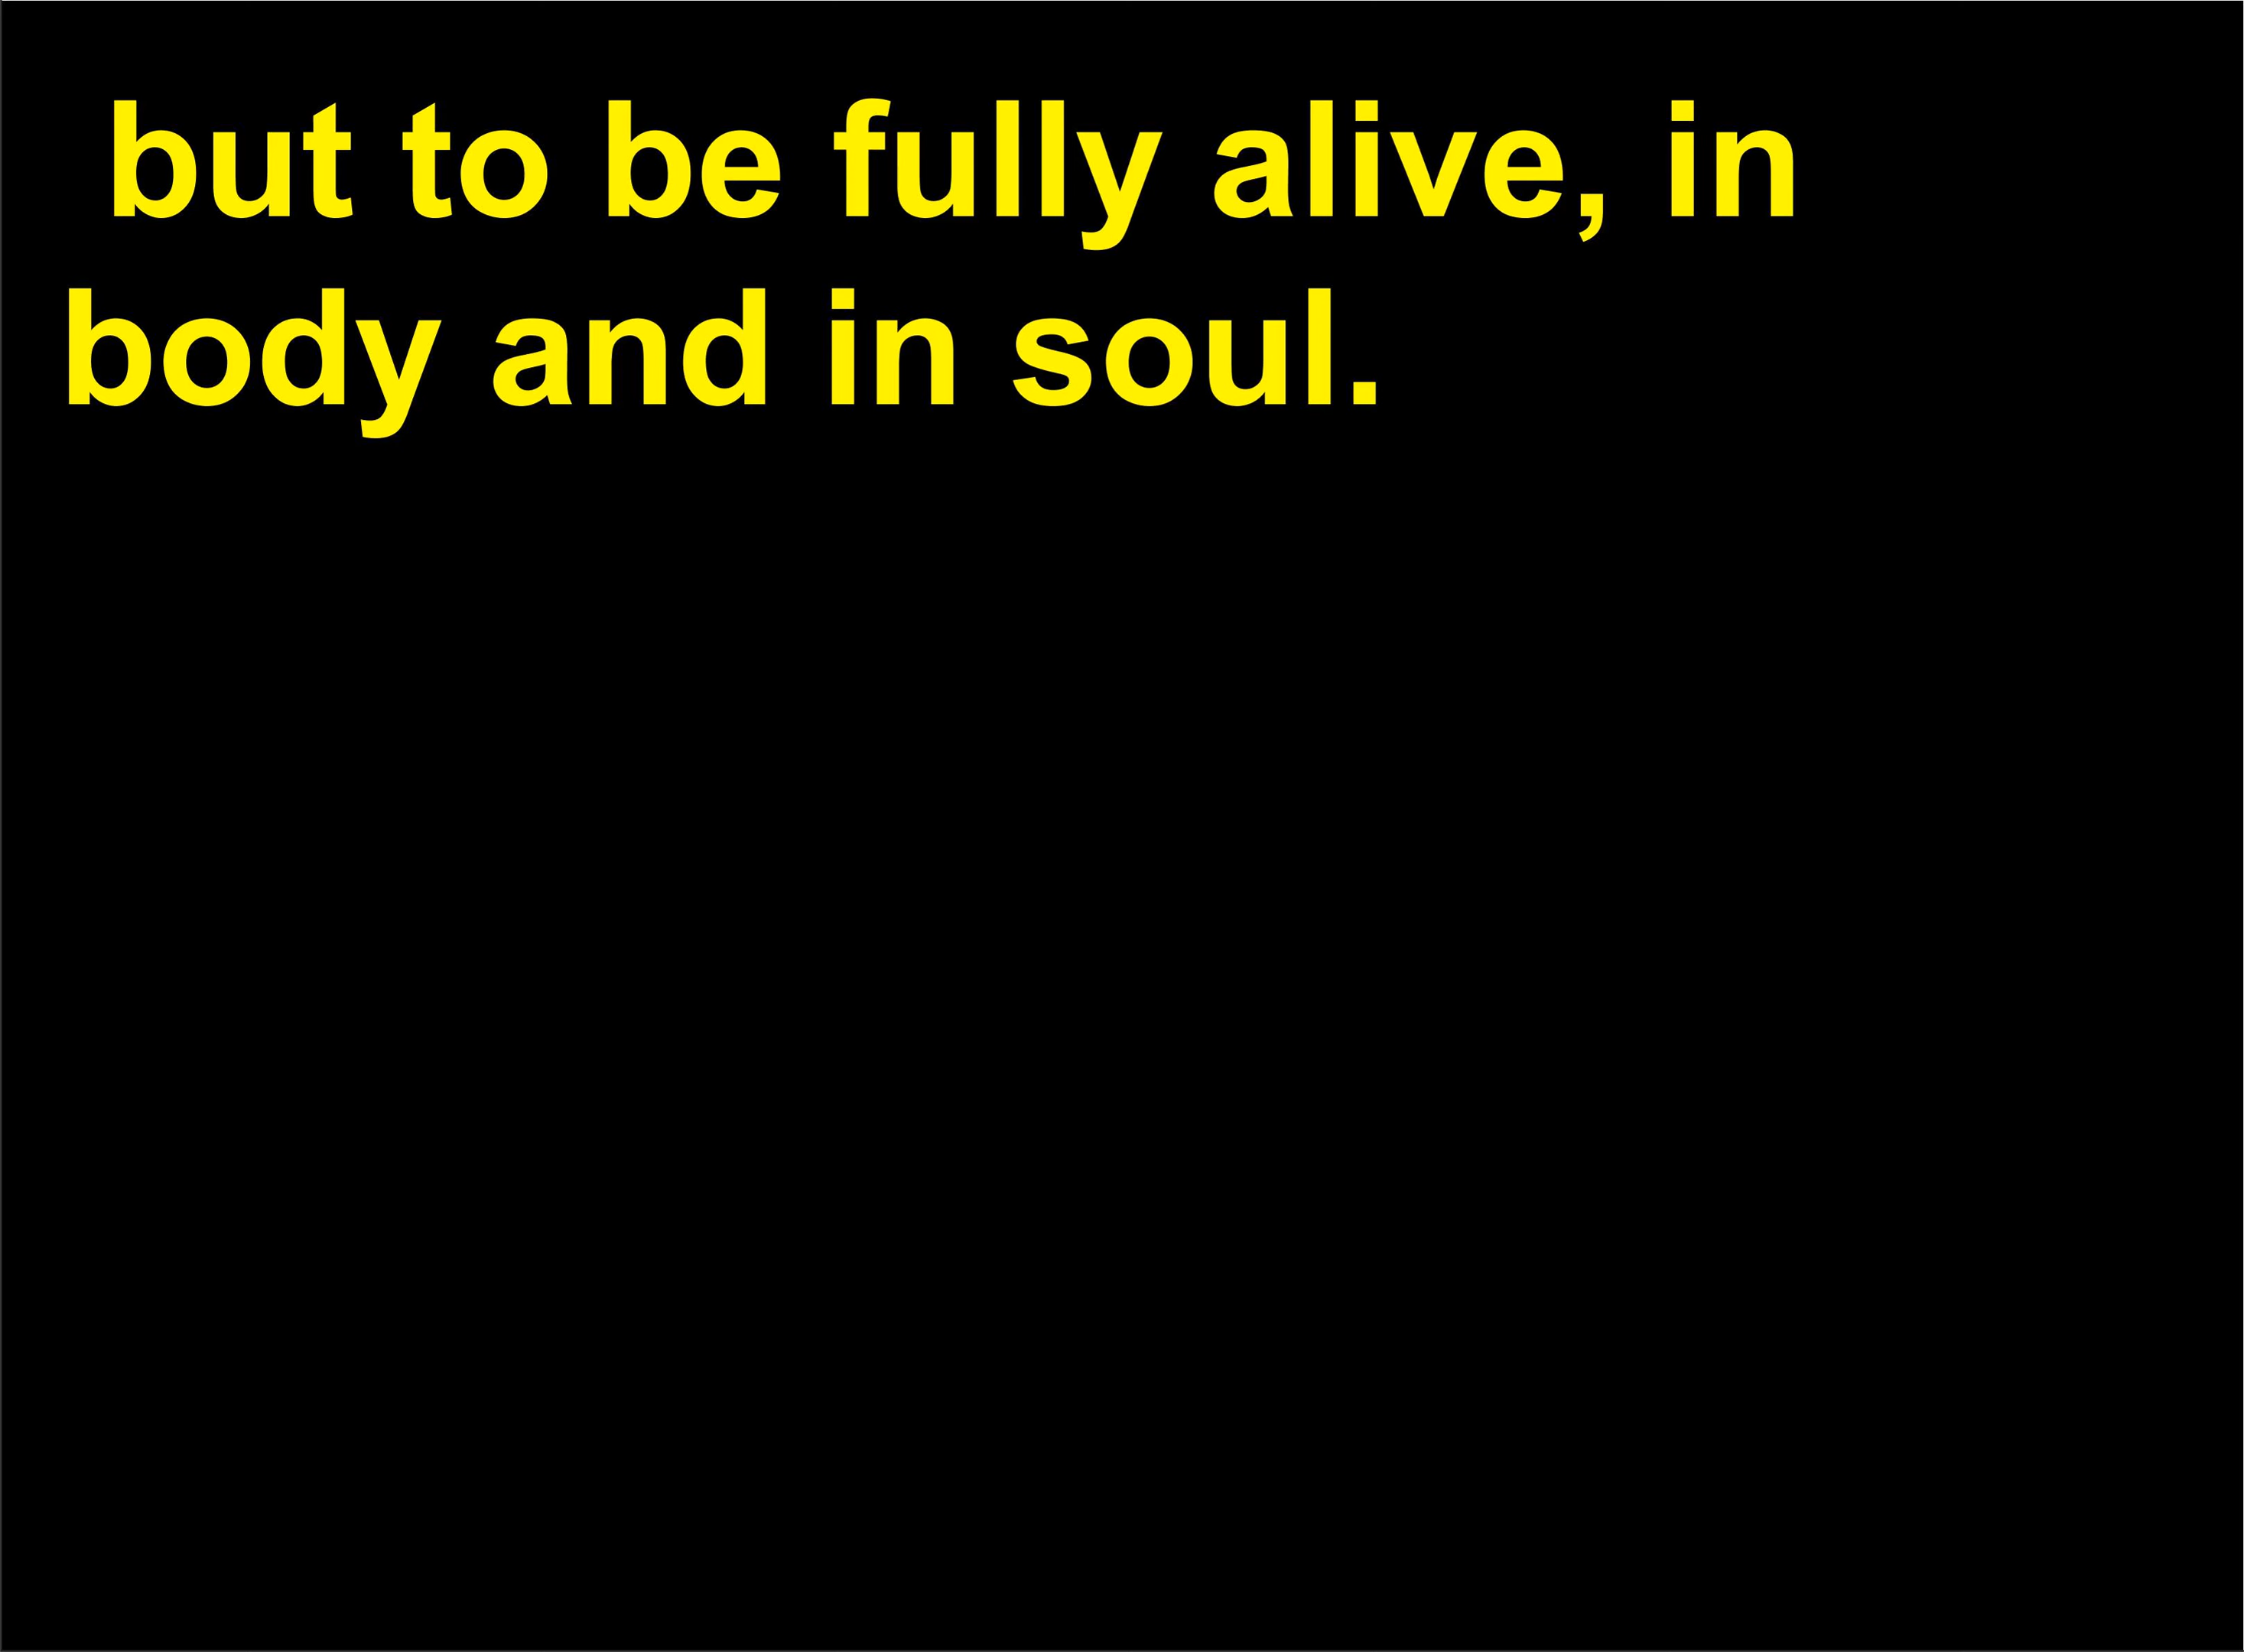 but to be fully alive, in
body and in soul.